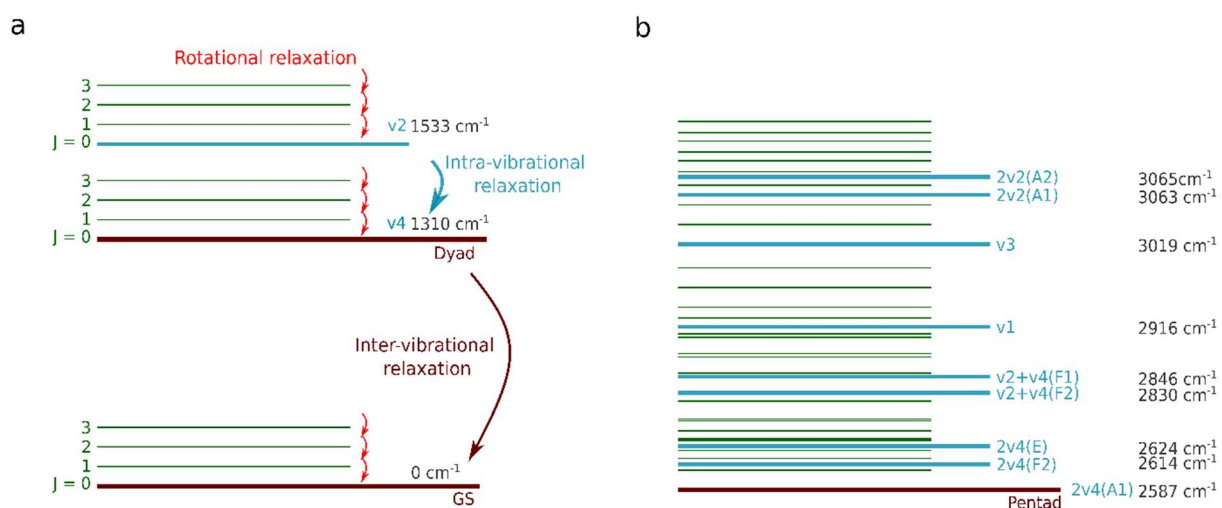 a
Rotational relaxation
3
2
1
J = 0
v2 1533 cm⁻¹
Intra-vibrational
relaxation
3
2
1
J = 0
v4 1310 cm⁻¹
Dyad
Inter-vibrational
relaxation
3
2
1
J = 0
0 cm⁻¹
GS
b
2v2(A2) 3065cm⁻¹
2v2(A1) 3063 cm⁻¹
v3 3019 cm⁻¹
v1 2916 cm⁻¹
v2+v4(F1) 2846 cm⁻¹
v2+v4(F2) 2830 cm⁻¹
2v4(E) 2624 cm⁻¹
2v4(F2) 2614 cm⁻¹
2v4(A1) 2587 cm⁻¹
Pentad